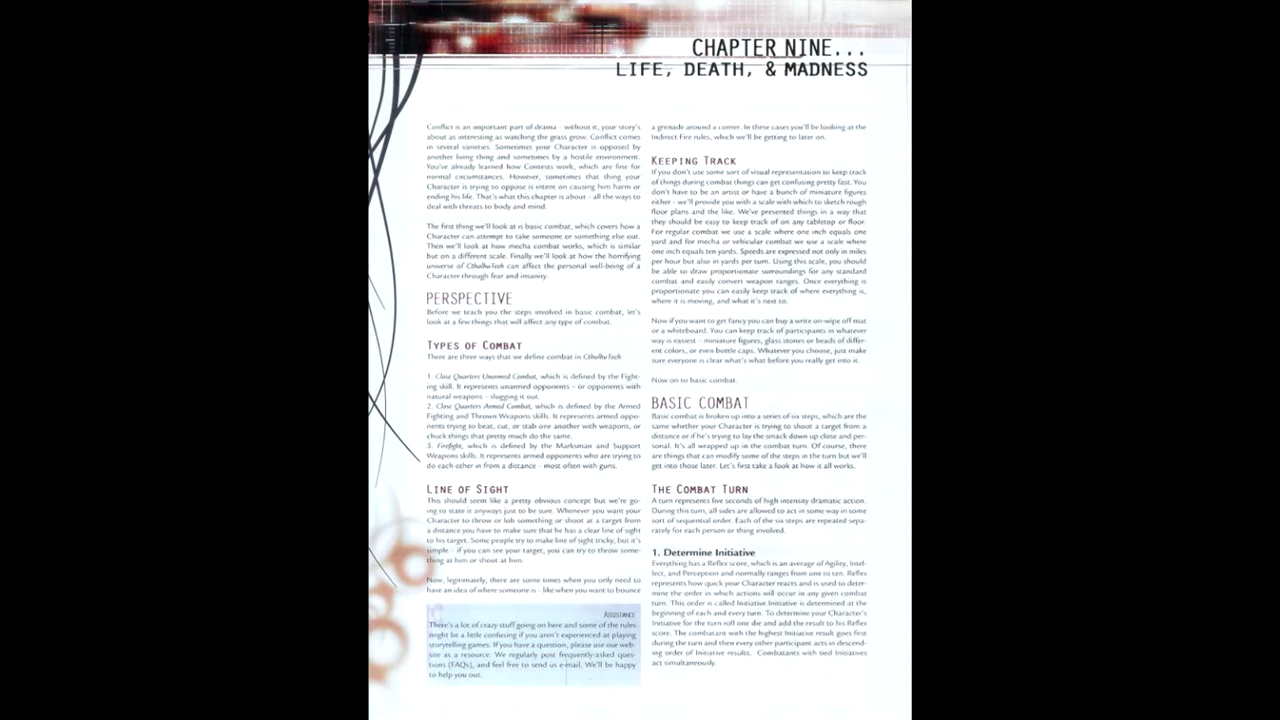 CHAPTER NINE...
LIFE, DEATH, & MADNESS
Conflict is an important part of drama - without it, your story's
about as interesting as watching the grass grow. Conflict comes
in several varieties. Sometimes your Character is opposed by
another living thing and sometimes by a hostile environment.
You've already learned how Contests work, which are fine for
normal circumstances. However, sometimes that thing your
Character is trying to oppose is intent on causing him harm or
ending his life. That's what this chapter is about - all the ways to
deal with threats to body and mind.
The first thing we'll look at is basic combat, which covers how a
Character can attempt to take someone or something else out.
Then we'll look at how mecha combat works, which is similar
but on a different scale. Finally we'll look at how the horrifying
universe of CthulhuTech can affect the personal well-being of a
Character through fear and insanity.
PERSPECTIVE
Before we teach you the steps involved in basic combat, let's
look at a few things that will affect any type of combat.
TYPES OF COMBAT
There are three ways that we define combat in CthulhuTech:
1. Close Quarters Unarmed Combat, which is defined by the Fight-
ing skill. It represents unarmed opponents – or opponents with
natural weapons – slugging it out.
2. Close Quarters Armed Combat, which is defined by the Armed
Fighting and Thrown Weapons skills. It represents armed oppo-
nents trying to beat, cut, or stab one another with weapons, or
chuck things that pretty much do the same.
3. Firefight, which is defined by the Marksman and Support
Weapons skills. It represents armed opponents who are trying to
do each other in from a distance – most often with guns.
LINE OF SIGHT
This should seem like a pretty obvious concept but we're go-
ing to state it anyways just to be sure. Whenever you want your
Character to throw or lob something or shoot at a target from
a distance you have to make sure that he has a clear line of sight
to his target. Some people try to make line of sight tricky, but it's
simple – if you can see your target, you can try to throw some-
thing at him or shoot at him.
Now, legitimately, there are some times when you only need to
have an idea of where someone is – like when you want to bounce
ASSISTANCE
There's a lot of crazy stuff going on here and some of the rules
might be a little confusing if you aren't experienced at playing
storytelling games. If you have a question, please use our web
site as a resource. We regularly post frequently-asked ques-
tions (FAQs), and feel free to send us e-mail. We'll be happy
to help you out.
a grenade around a corner. In these cases you'll be looking at the
Indirect Fire rules, which we'll be getting to later on.
KEEPING TRACK
If you don't use some sort of visual representation to keep track
of things during combat things can get confusing pretty fast. You
don't have to be an artist or have a bunch of miniature figures
either – we'll provide you with a scale with which to sketch rough
floor plans and the like. We've presented things in a way that
they should be easy to keep track of on any tabletop or floor.
For regular combat we use a scale where one inch equals one
yard and for mecha or vehicular combat we use a scale where
one inch equals ten yards. Speeds are expressed not only in miles
per hour but also in yards per turn. Using this scale, you should
be able to draw proportionate surroundings for any standard
combat and easily convert weapon ranges. Once everything is
proportionate you can easily keep track of where everything is,
where it is moving, and what it's next to.
Now if you want to get fancy you can buy a write on-wipe off mat
or a whiteboard. You can keep track of participants in whatever
way is easiest – miniature figures, glass stones or beads of differ-
ent colors, or even bottle caps. Whatever you choose, just make
sure everyone is clear what's what before you really get into it.
Now on to basic combat.
BASIC COMBAT
Basic combat is broken up into a series of six steps, which are the
same whether your Character is trying to shoot a target from a
distance or if he's trying to lay the smack down up close and per-
sonal. It's all wrapped up in the combat turn. Of course, there
are things that can modify some of the steps in the turn but we'll
get into those later. Let's first take a look at how it all works.
THE COMBAT TURN
A turn represents five seconds of high intensity dramatic action.
During this turn, all sides are allowed to act in some way in some
sort of sequential order. Each of the six steps are repeated sepa-
rately for each person or thing involved.
1. Determine Initiative
Everything has a Reflex score, which is an average of Agility, Intel-
lect, and Perception and normally ranges from one to ten. Reflex
represents how quick your Character reacts and is used to deter-
mine the order in which actions will occur in any given combat
turn. This order is called Initiative.Initiative is determined at the
beginning of each and every turn. To determine your Character's
Initiative for the turn roll one die and add the result to his Reflex
score. The combatant with the highest Initiative result goes first
during the turn and then every other participant acts in descend-
ing order of Initiative results. Combatants with tied Initiatives
act simultaneously.